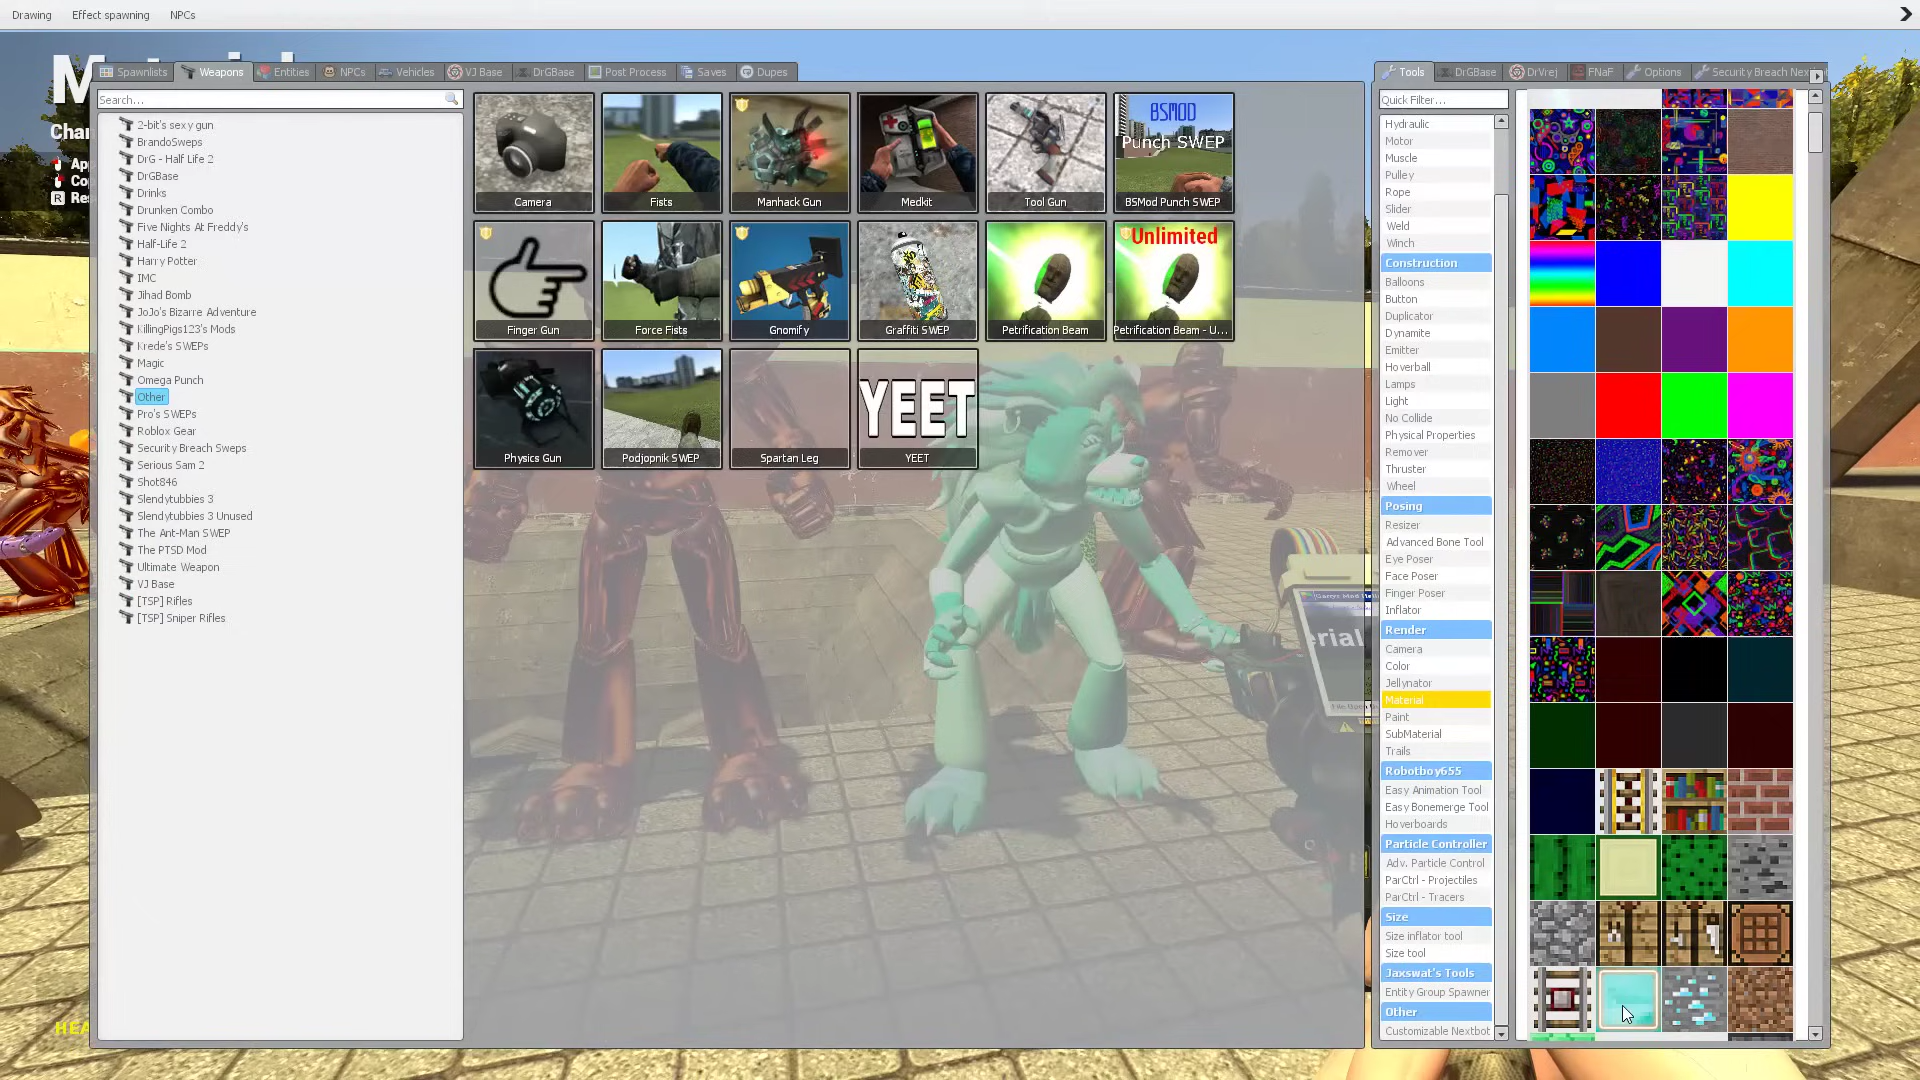 Drawing Effect spawning NPCs
Spawnlists Weapons Entities NPCs Vehicles VJ Base DrGBase Post Process Saves Dupes
Search...
2-bit's sexy gun
BrandoSweps
DrG - Half Life 2
DrGBase
Drinks
Drunken Combo
Five Nights At Freddy's
Half-Life 2
Harry Potter
IMC
Jihad Bomb
JoJo's Bizarre Adventure
KillingPigs123's Mods
Krede's SWEPs
Magic
Omega Punch
Other
Pro's SWEPs
Roblox Gear
Security Breach Sweps
Serious Sam 2
Shot846
Slendytubbies 3
Slendytubbies 3 Unused
The Ant-Man SWEP
The PTSD Mod
Ultimate Weapon
VJ Base
[TSP] Rifles
[TSP] Sniper Rifles
BSMOD
Punch SWEP
Camera Fists Manhack Gun Medkit Tool Gun BSMod Punch SWEP
Unlimited
Finger Gun Force Fists Gnomify Graffiti SWEP Petrification Beam Petrification Beam - U...
YEET
Physics Gun Podjopnik SWEP Spartan Leg YEET
Tools DrGBase DrVrej FNaF Options Security Breach Nex
Quick Filter...
Hydraulic
Motor
Muscle
Pulley
Rope
Slider
Weld
Winch
Construction
Balloons
Button
Duplicator
Dynamite
Emitter
Hoverball
Lamps
Light
No Collide
Physical Properties
Remover
Thruster
Wheel
Posing
Resizer
Advanced Bone Tool
Eye Poser
Face Poser
Finger Poser
Inflator
Render
Camera
Color
Jellynator
Material
Paint
SubMaterial
Trails
Robotboy655
Easy Animation Tool
Easy Bonemerge Tool
Hoverboards
Particle Controller
Adv. Particle Control
ParCtrl - Projectiles
ParCtrl - Tracers
Size
Size inflator tool
Size tool
Jaxswat's Tools
Entity Group Spawner
Other
Customizable Nextbot
R
HEA
erial